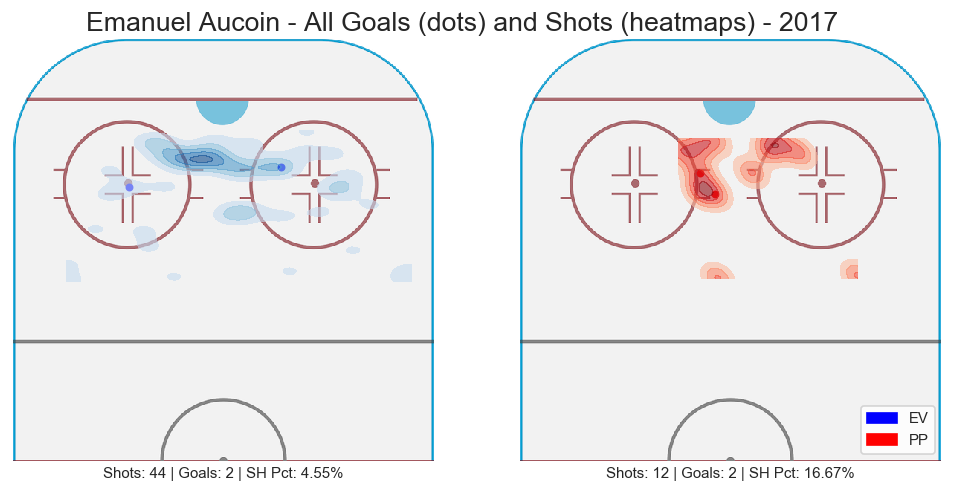 Emanuel Aucoin - All Goals (dots) and Shots (heatmaps) - 2017
EV
PP
Shots: 44 | Goals: 2 | SH Pct: 4.55%
Shots: 12 | Goals: 2 | SH Pct: 16.67%